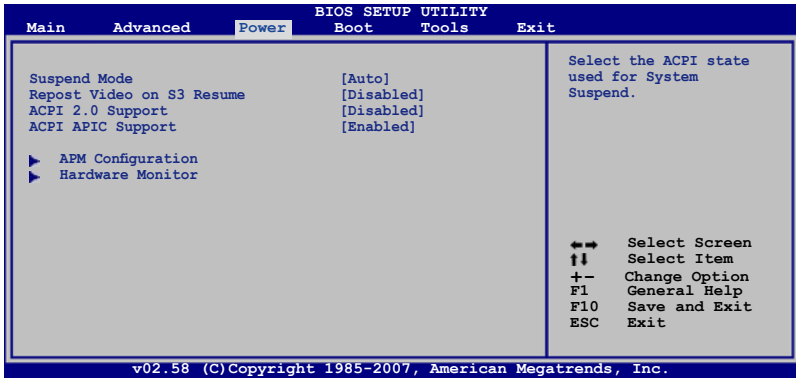 BIOS SETUP UTILITY
Main Advanced Power Boot Tools Exit
Suspend Mode [Auto]
Repost Video on S3 Resume [Disabled]
ACPI 2.0 Support [Disabled]
ACPI APIC Support [Enabled]
APM Configuration
Hardware Monitor
Select the ACPI state
used for System
Suspend.
←→ Select Screen
↑↓ Select Item
+- Change Option
F1 General Help
F10 Save and Exit
ESC Exit
v02.58 (C)Copyright 1985-2007, American Megatrends, Inc.